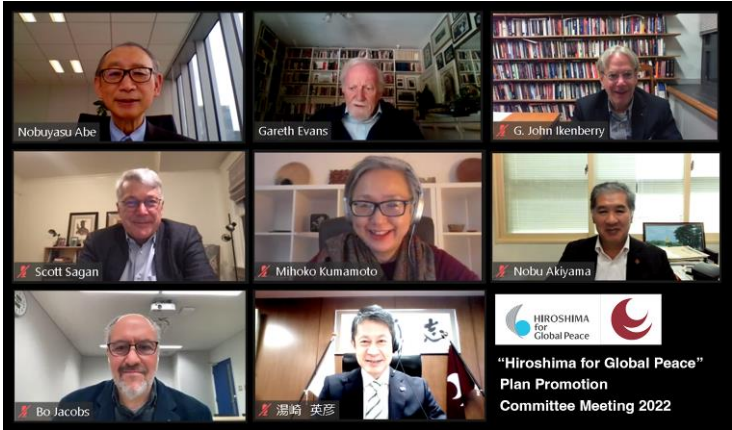 Nobuyasu Abe
Gareth Evans
G. John Ikenberry
Scott Sagan
Mihoko Kumamoto
Nobu Akiyama
Bo Jacobs
湯崎 英彦
HIROSHIMA
for
Global Peace
“Hiroshima for Global Peace”
Plan Promotion
Committee Meeting 2022